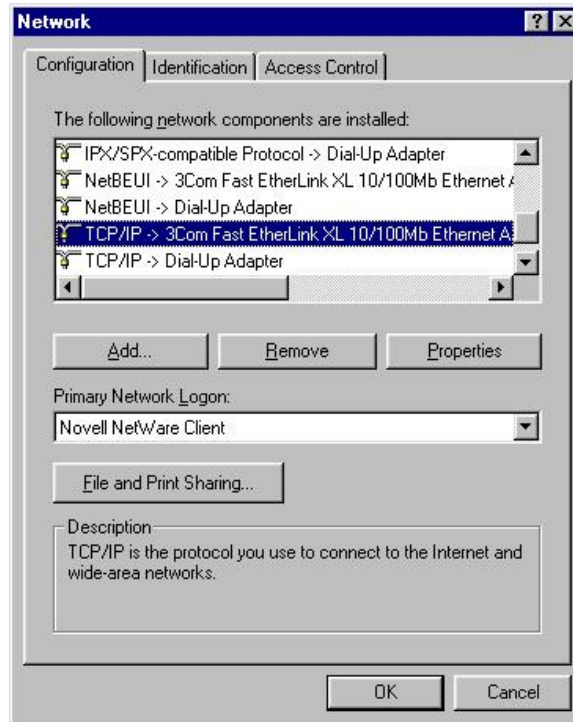 Network
Configuration Identification Access Control
The following network components are installed:
IPX/SPX-compatible Protocol -> Dial-Up Adapter
NetBEUI -> 3Com Fast EtherLink XL 10/100Mb Ethernet A
NetBEUI -> Dial-Up Adapter
TCP/IP -> 3Com Fast EtherLink XL 10/100Mb Ethernet A
TCP/IP -> Dial-Up Adapter
Add... Remove Properties
Primary Network Logon:
Novell NetWare Client
File and Print Sharing...
Description
TCP/IP is the protocol you use to connect to the Internet and
wide-area networks.
OK Cancel